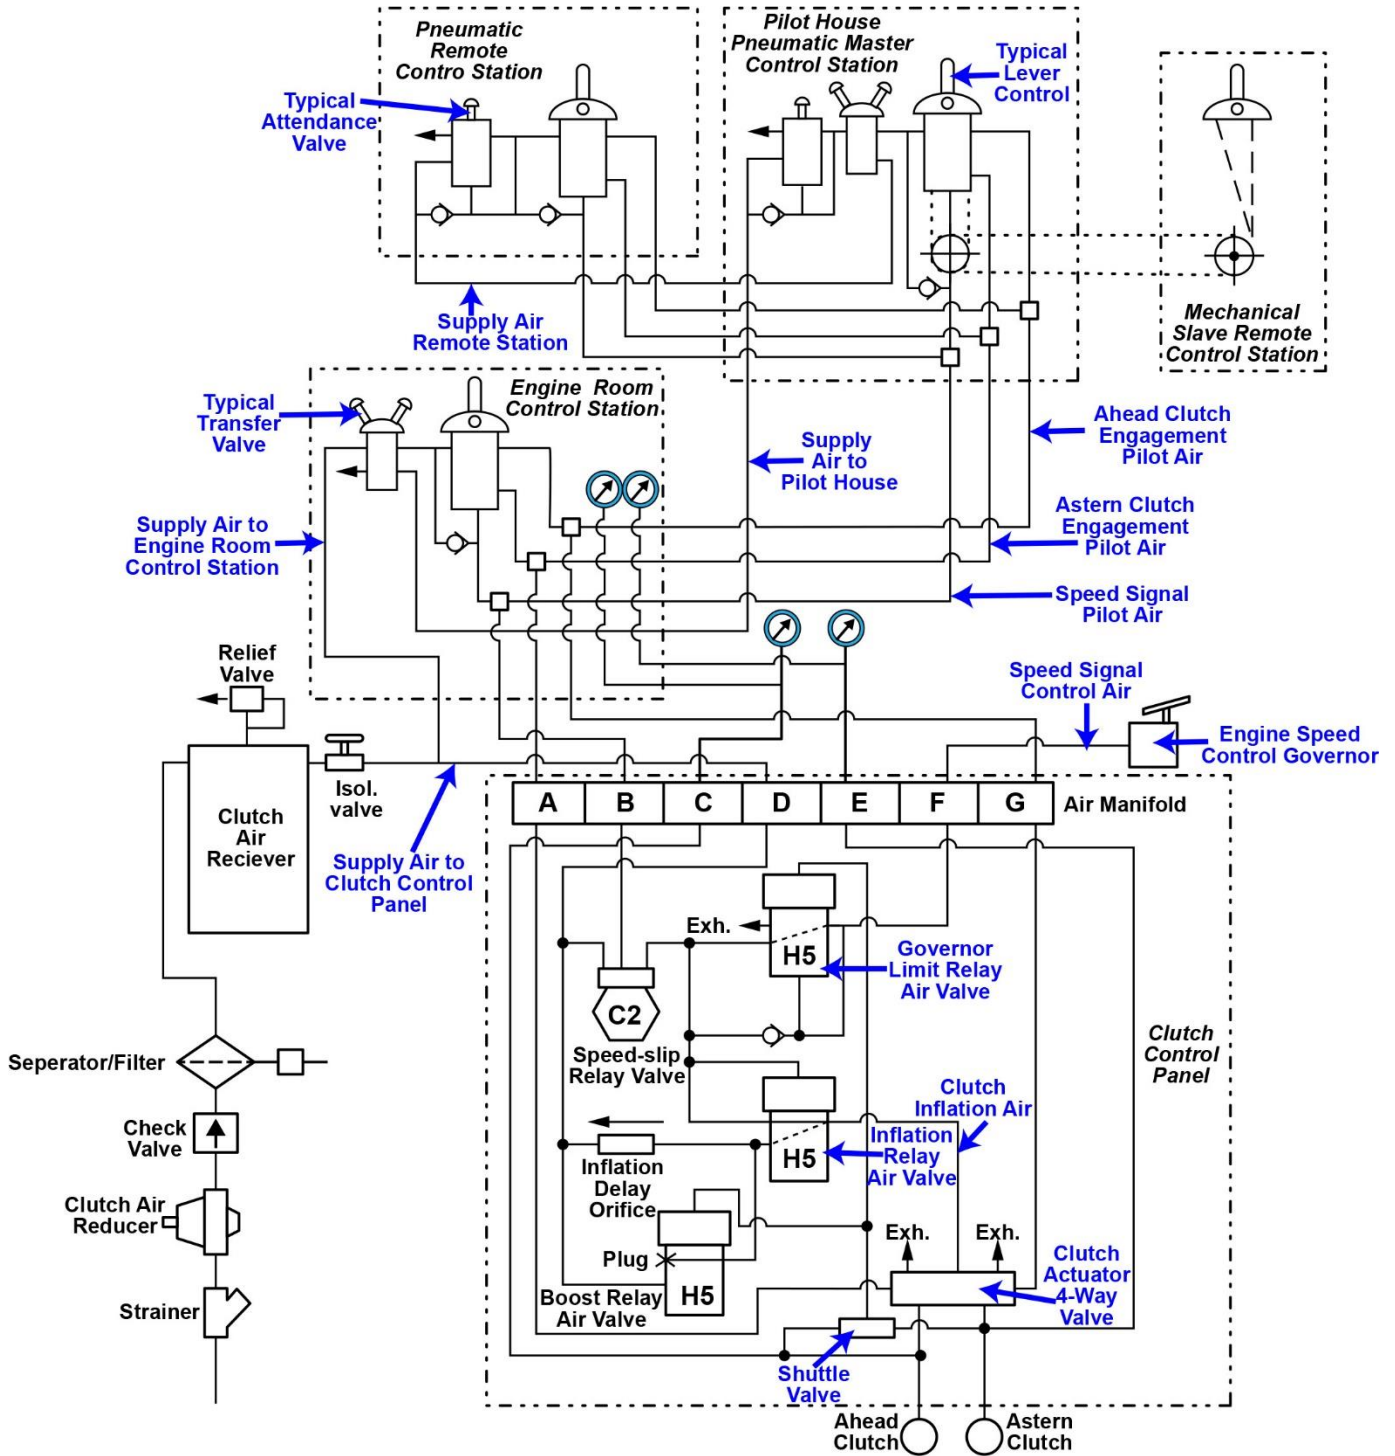 Pneumatic
Remote
Contro Station
Typical
Attendance
Valve
Pilot House
Pneumatic Master
Control Station
Typical
Lever
Control
Supply Air
Remote Station
Mechanical
Slave Remote
Control Station
Typical
Transfer
Valve
Engine Room
Control Station
Supply
Air to
Pilot House
Ahead Clutch
Engagement
Pilot Air
Supply Air to
Engine Room
Control Station
Astern Clutch
Engagement
Pilot Air
Speed Signal
Pilot Air
Relief
Valve
Speed Signal
Control Air
Engine Speed
Control Governor
Isol.
valve
Clutch
Air
Reciever
A B C D E F G
Air Manifold
Supply Air to
Clutch Control
Panel
Exh.
H5
Governor
Limit Relay
Air Valve
C2
Speed-slip
Relay Valve
Clutch
Control
Panel
Seperator/Filter
Check
Valve
Clutch
Inflation Air
Inflation
Delay
Orifice
H5
Inflation
Relay
Air Valve
Clutch Air
Reducer
Plug
H5
Boost Relay
Air Valve
Exh.
Exh.
Clutch
Actuator
4-Way
Valve
Strainer
Shuttle
Valve
Ahead
Clutch
Astern
Clutch